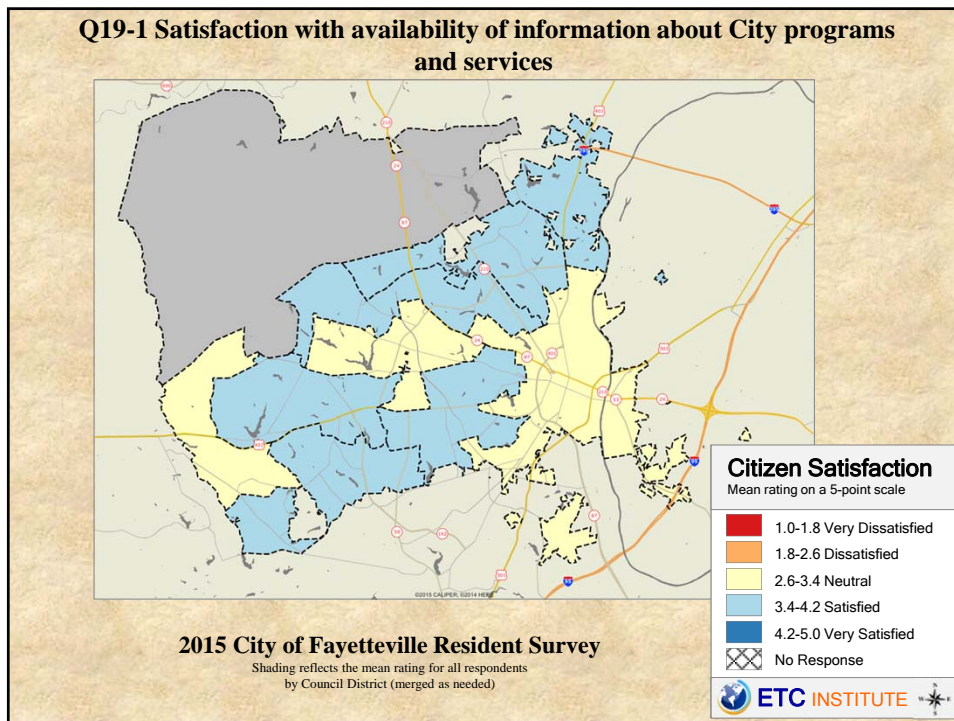 Q19-1 Satisfaction with availability of information about City programs
and services
©2015 CALIPER; ©2014 HERE
Citizen Satisfaction
Mean rating on a 5-point scale
1.0-1.8 Very Dissatisfied
1.8-2.6 Dissatisfied
2.6-3.4 Neutral
3.4-4.2 Satisfied
4.2-5.0 Very Satisfied
No Response
2015 City of Fayetteville Resident Survey
Shading reflects the mean rating for all respondents
by Council District (merged as needed)
ETC INSTITUTE